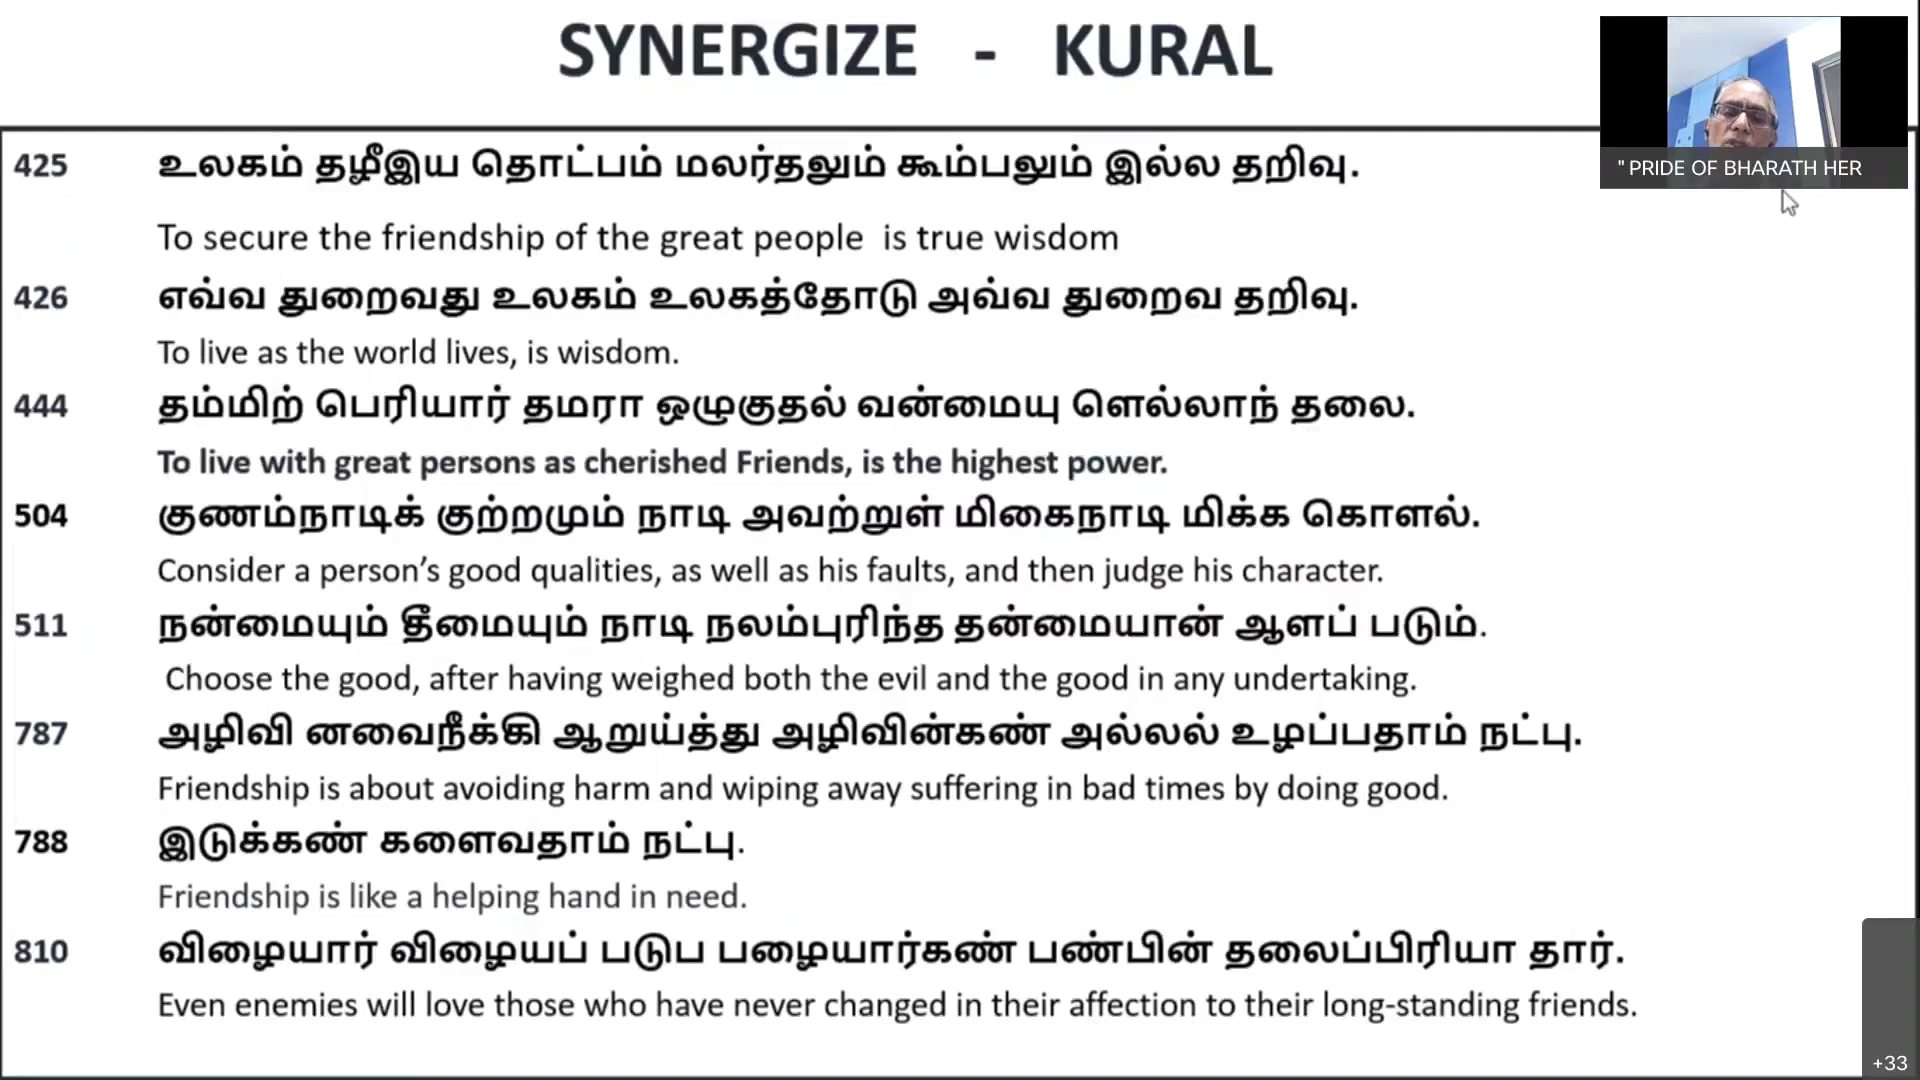 SYNERGIZE - KURAL
" PRIDE OF BHARATH HER
425 உலகம் தழீஇய தொட்பம் மலர்தலும் கூம்பலும் இல்ல தறிவு.
To secure the friendship of the great people is true wisdom
426 எவ்வ துறைவது உலகம் உலகத்தோடு அவ்வ துறைவ தறிவு.
To live as the world lives, is wisdom.
444 தம்மிற் பெரியார் தமரா ஒழுகுதல் வன்மையு ளெல்லாந் தலை.
To live with great persons as cherished Friends, is the highest power.
504 குணம்நாடிக் குற்றமும் நாடி அவற்றுள் மிகைநாடி மிக்க கொளல்.
Consider a person’s good qualities, as well as his faults, and then judge his character.
511 நன்மையும் தீமையும் நாடி நலம்புரிந்த தன்மையான் ஆளப் படும்.
Choose the good, after having weighed both the evil and the good in any undertaking.
787 அழிவி னவைநீக்கி ஆறுய்த்து அழிவின்கண் அல்லல் உழப்பதாம் நட்பு.
Friendship is about avoiding harm and wiping away suffering in bad times by doing good.
788 இடுக்கண் களைவதாம் நட்பு.
Friendship is like a helping hand in need.
810 விழையார் விழையப் படுப பழையார்கண் பண்பின் தலைப்பிரியா தார்.
Even enemies will love those who have never changed in their affection to their long-standing friends.
+33